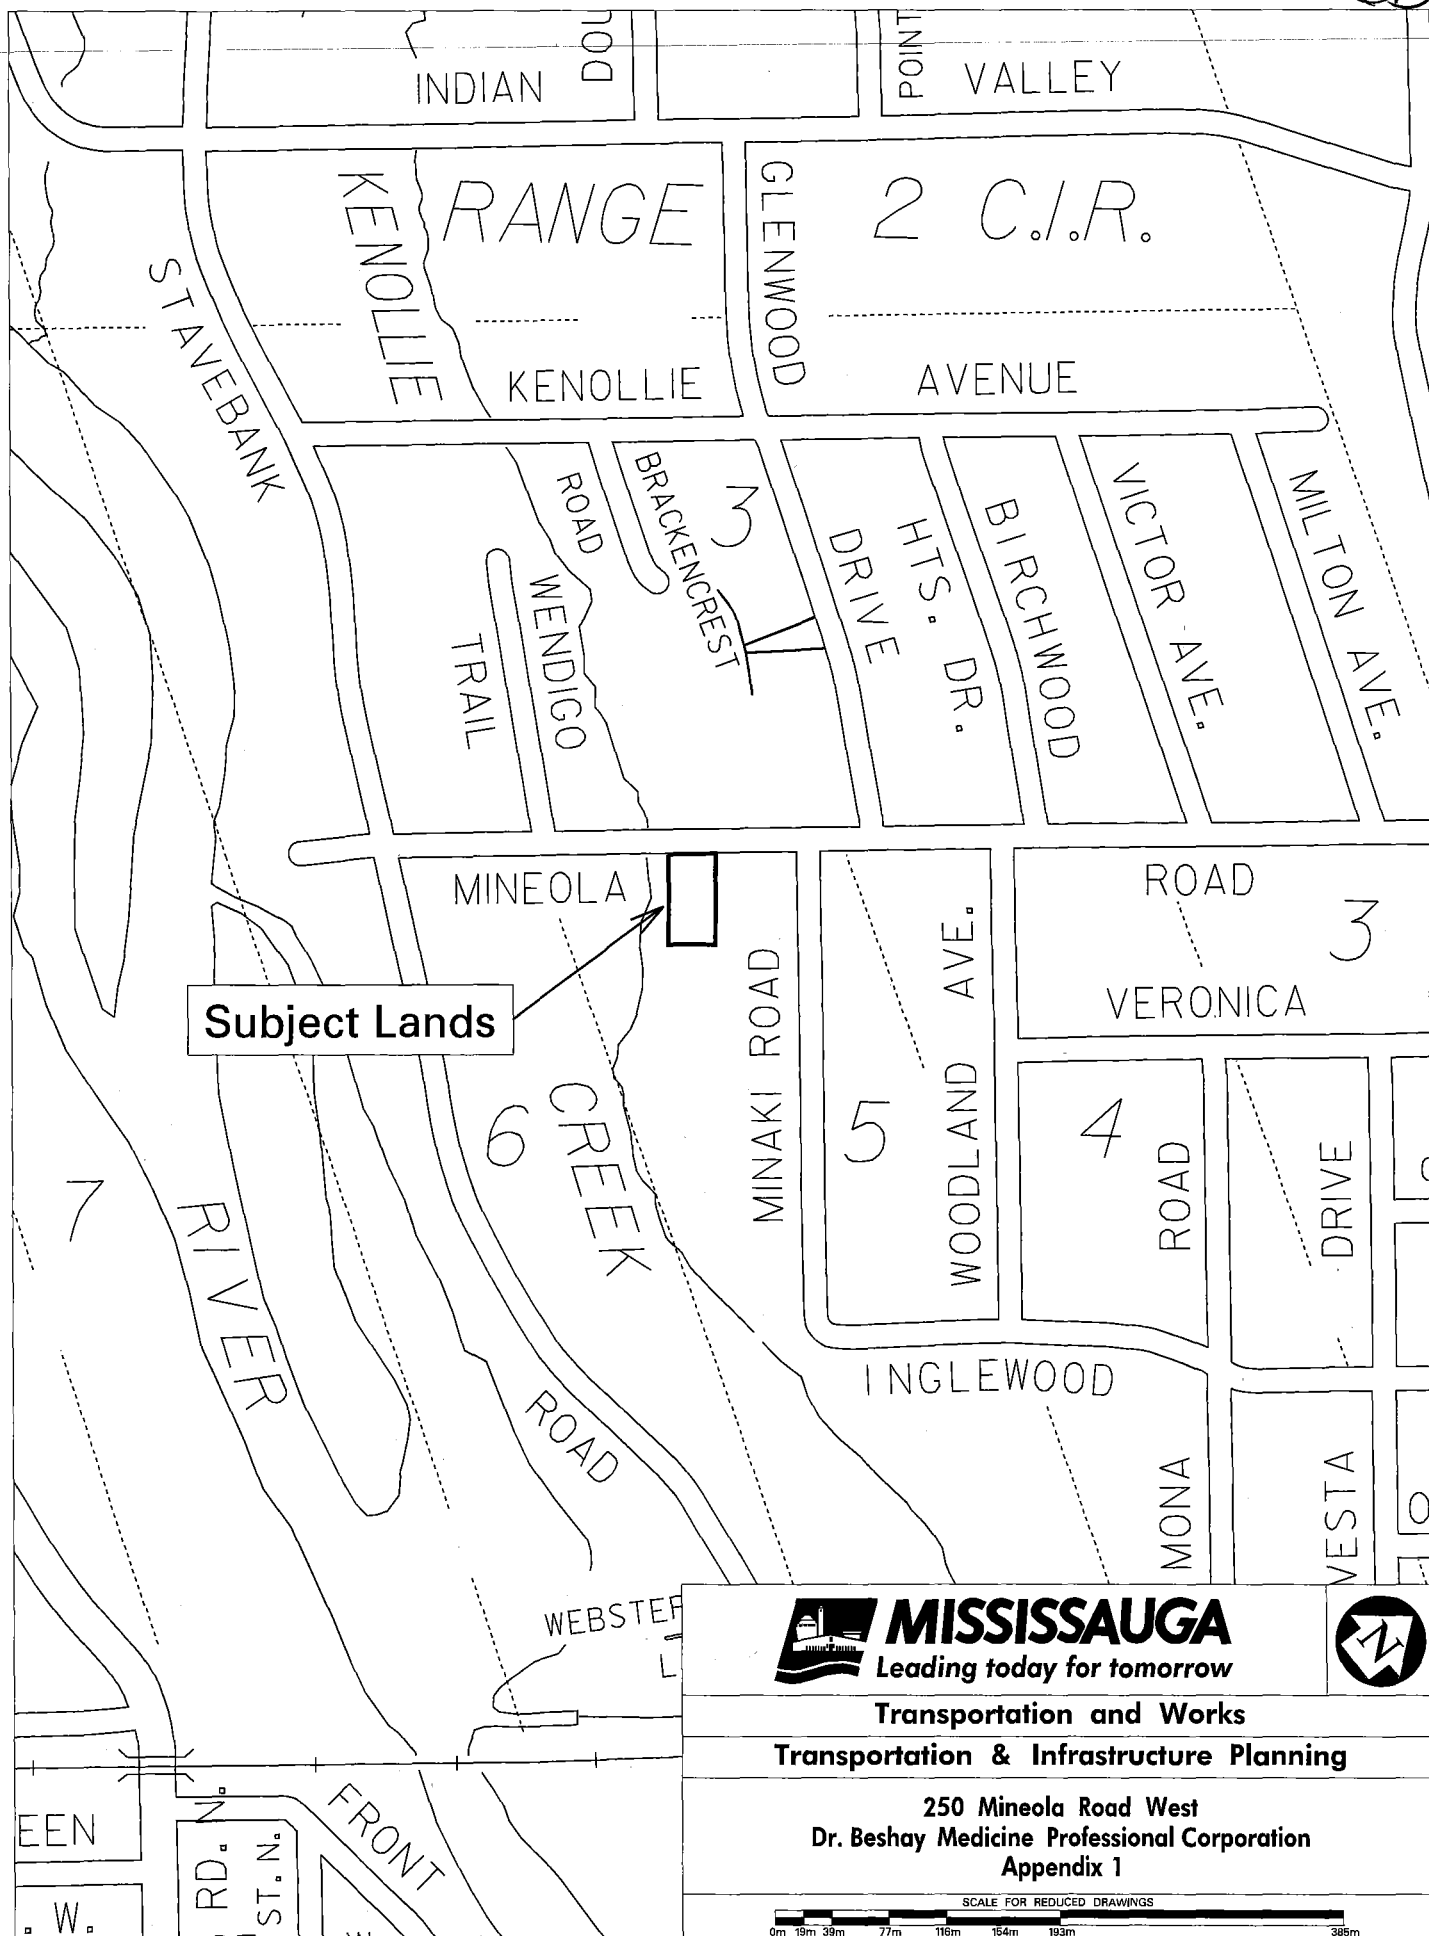 INDIAN
VALLEY
POINT
KENOLLIE
RANGE 2 C.I.R.
GLENWOOD
STAVEBANK
KENOLLIE AVENUE
ROAD
BRACKENCREST
3
DRIVE
HTS. DR.
BIRCHWOOD
VICTOR AVE.
MILTON AVE.
WENDIGO
TRAIL
MINEOLA ROAD
3
Subject Lands
MINAKI ROAD
WOODLAND AVE.
VERONICA
DRIVE
ROAD
CREEK
6
5
4
7
RIVER
INGLEWOOD
ROAD
MONA
VESTA
WEBSTER
L
EEN
RD. N.
ST. N.
FRONT
. W.
MISSISSAUGA
Leading today for tomorrow
N
Transportation and Works
Transportation & Infrastructure Planning
250 Mineola Road West
Dr. Beshay Medicine Professional Corporation
Appendix 1
SCALE FOR REDUCED DRAWINGS
0m 19m 39m 77m 116m 154m 193m 385m